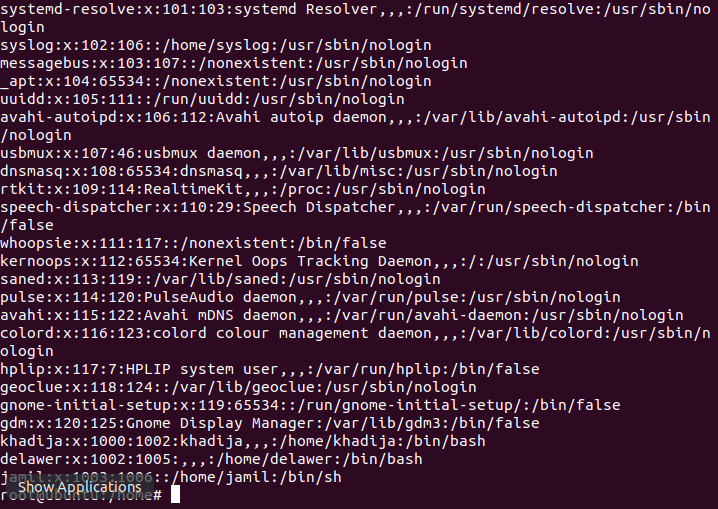 systemd-resolve:x:101:103:systemd Resolver,,,:/run/systemd/resolve:/usr/sbin/no
login
syslog:x:102:106::/home/syslog:/usr/sbin/nologin
messagebus:x:103:107::/nonexistent:/usr/sbin/nologin
_apt:x:104:65534::/nonexistent:/usr/sbin/nologin
uuidd:x:105:111::/run/uuidd:/usr/sbin/nologin
avahi-autoipd:x:106:112:Avahi autoip daemon,,,:/var/lib/avahi-autoipd:/usr/sbin
/nologin
usbmux:x:107:46:usbmux daemon,,,:/var/lib/usbmux:/usr/sbin/nologin
dnsmasq:x:108:65534:dnsmasq,,,:/var/lib/misc:/usr/sbin/nologin
rtkit:x:109:114:RealtimeKit,,,:/proc:/usr/sbin/nologin
speech-dispatcher:x:110:29:Speech Dispatcher,,,:/var/run/speech-dispatcher:/bin
/false
whoopsie:x:111:117::/nonexistent:/bin/false
kernoops:x:112:65534:Kernel Oops Tracking Daemon,,,:/:/usr/sbin/nologin
saned:x:113:119::/var/lib/saned:/usr/sbin/nologin
pulse:x:114:120:PulseAudio daemon,,,:/var/run/pulse:/usr/sbin/nologin
avahi:x:115:122:Avahi mDNS daemon,,,:/var/run/avahi-daemon:/usr/sbin/nologin
colord:x:116:123:colord colour management daemon,,,:/var/lib/colord:/usr/sbin/n
ologin
hplip:x:117:7:HPLIP system user,,,:/var/run/hplip:/bin/false
geoclue:x:118:124::/var/lib/geoclue:/usr/sbin/nologin
gnome-initial-setup:x:119:65534::/run/gnome-initial-setup/:/bin/false
gdm:x:120:125:Gnome Display Manager:/var/lib/gdm3:/bin/false
khadija:x:1000:1002:khadija,,,:/home/khadija:/bin/bash
delawer:x:1002:1005:,,,:/home/delawer:/bin/bash
jamil:x:1003:1006::/home/jamil:/bin/sh
Show Applications
root@ubuntu:/home#